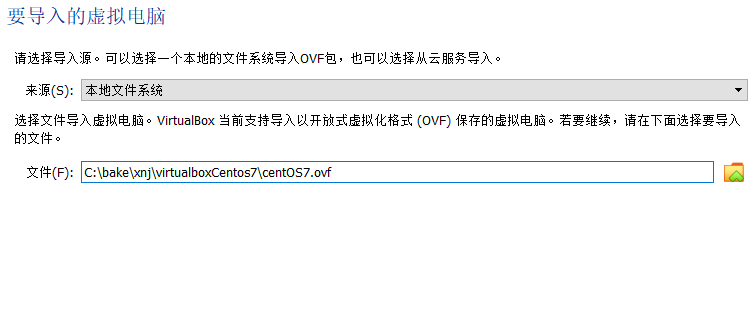 要导入的虚拟电脑
请选择导入源。可以选择一个本地的文件系统导入OVF包，也可以选择从云服务导入。
来源(S): 本地文件系统
选择文件导入虚拟电脑。VirtualBox 当前支持导入以开放式虚拟化格式 (OVF) 保存的虚拟电脑。若要继续，请在下面选择要导入
的文件。
文件(F): C:\bake\xnj\virtualboxCentos7\centOS7.ovf